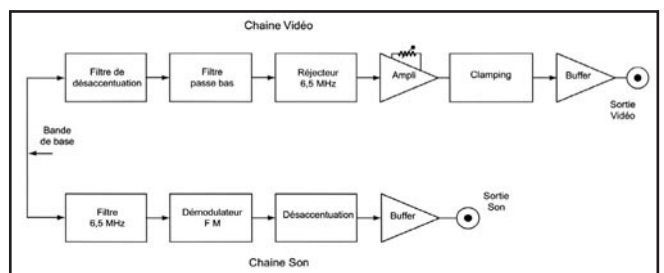 Chaine Vidéo
Filtre de
désaccentuation
Filtre
passe bas
Réjecteur
6,5 MHz
Ampli
Clamping
Buffer
Sortie
Vidéo
Bande
de base
Filtre
6,5 MHz
Démodulateur
F M
Désaccentuation
Buffer
Sortie
Son
Chaine Son